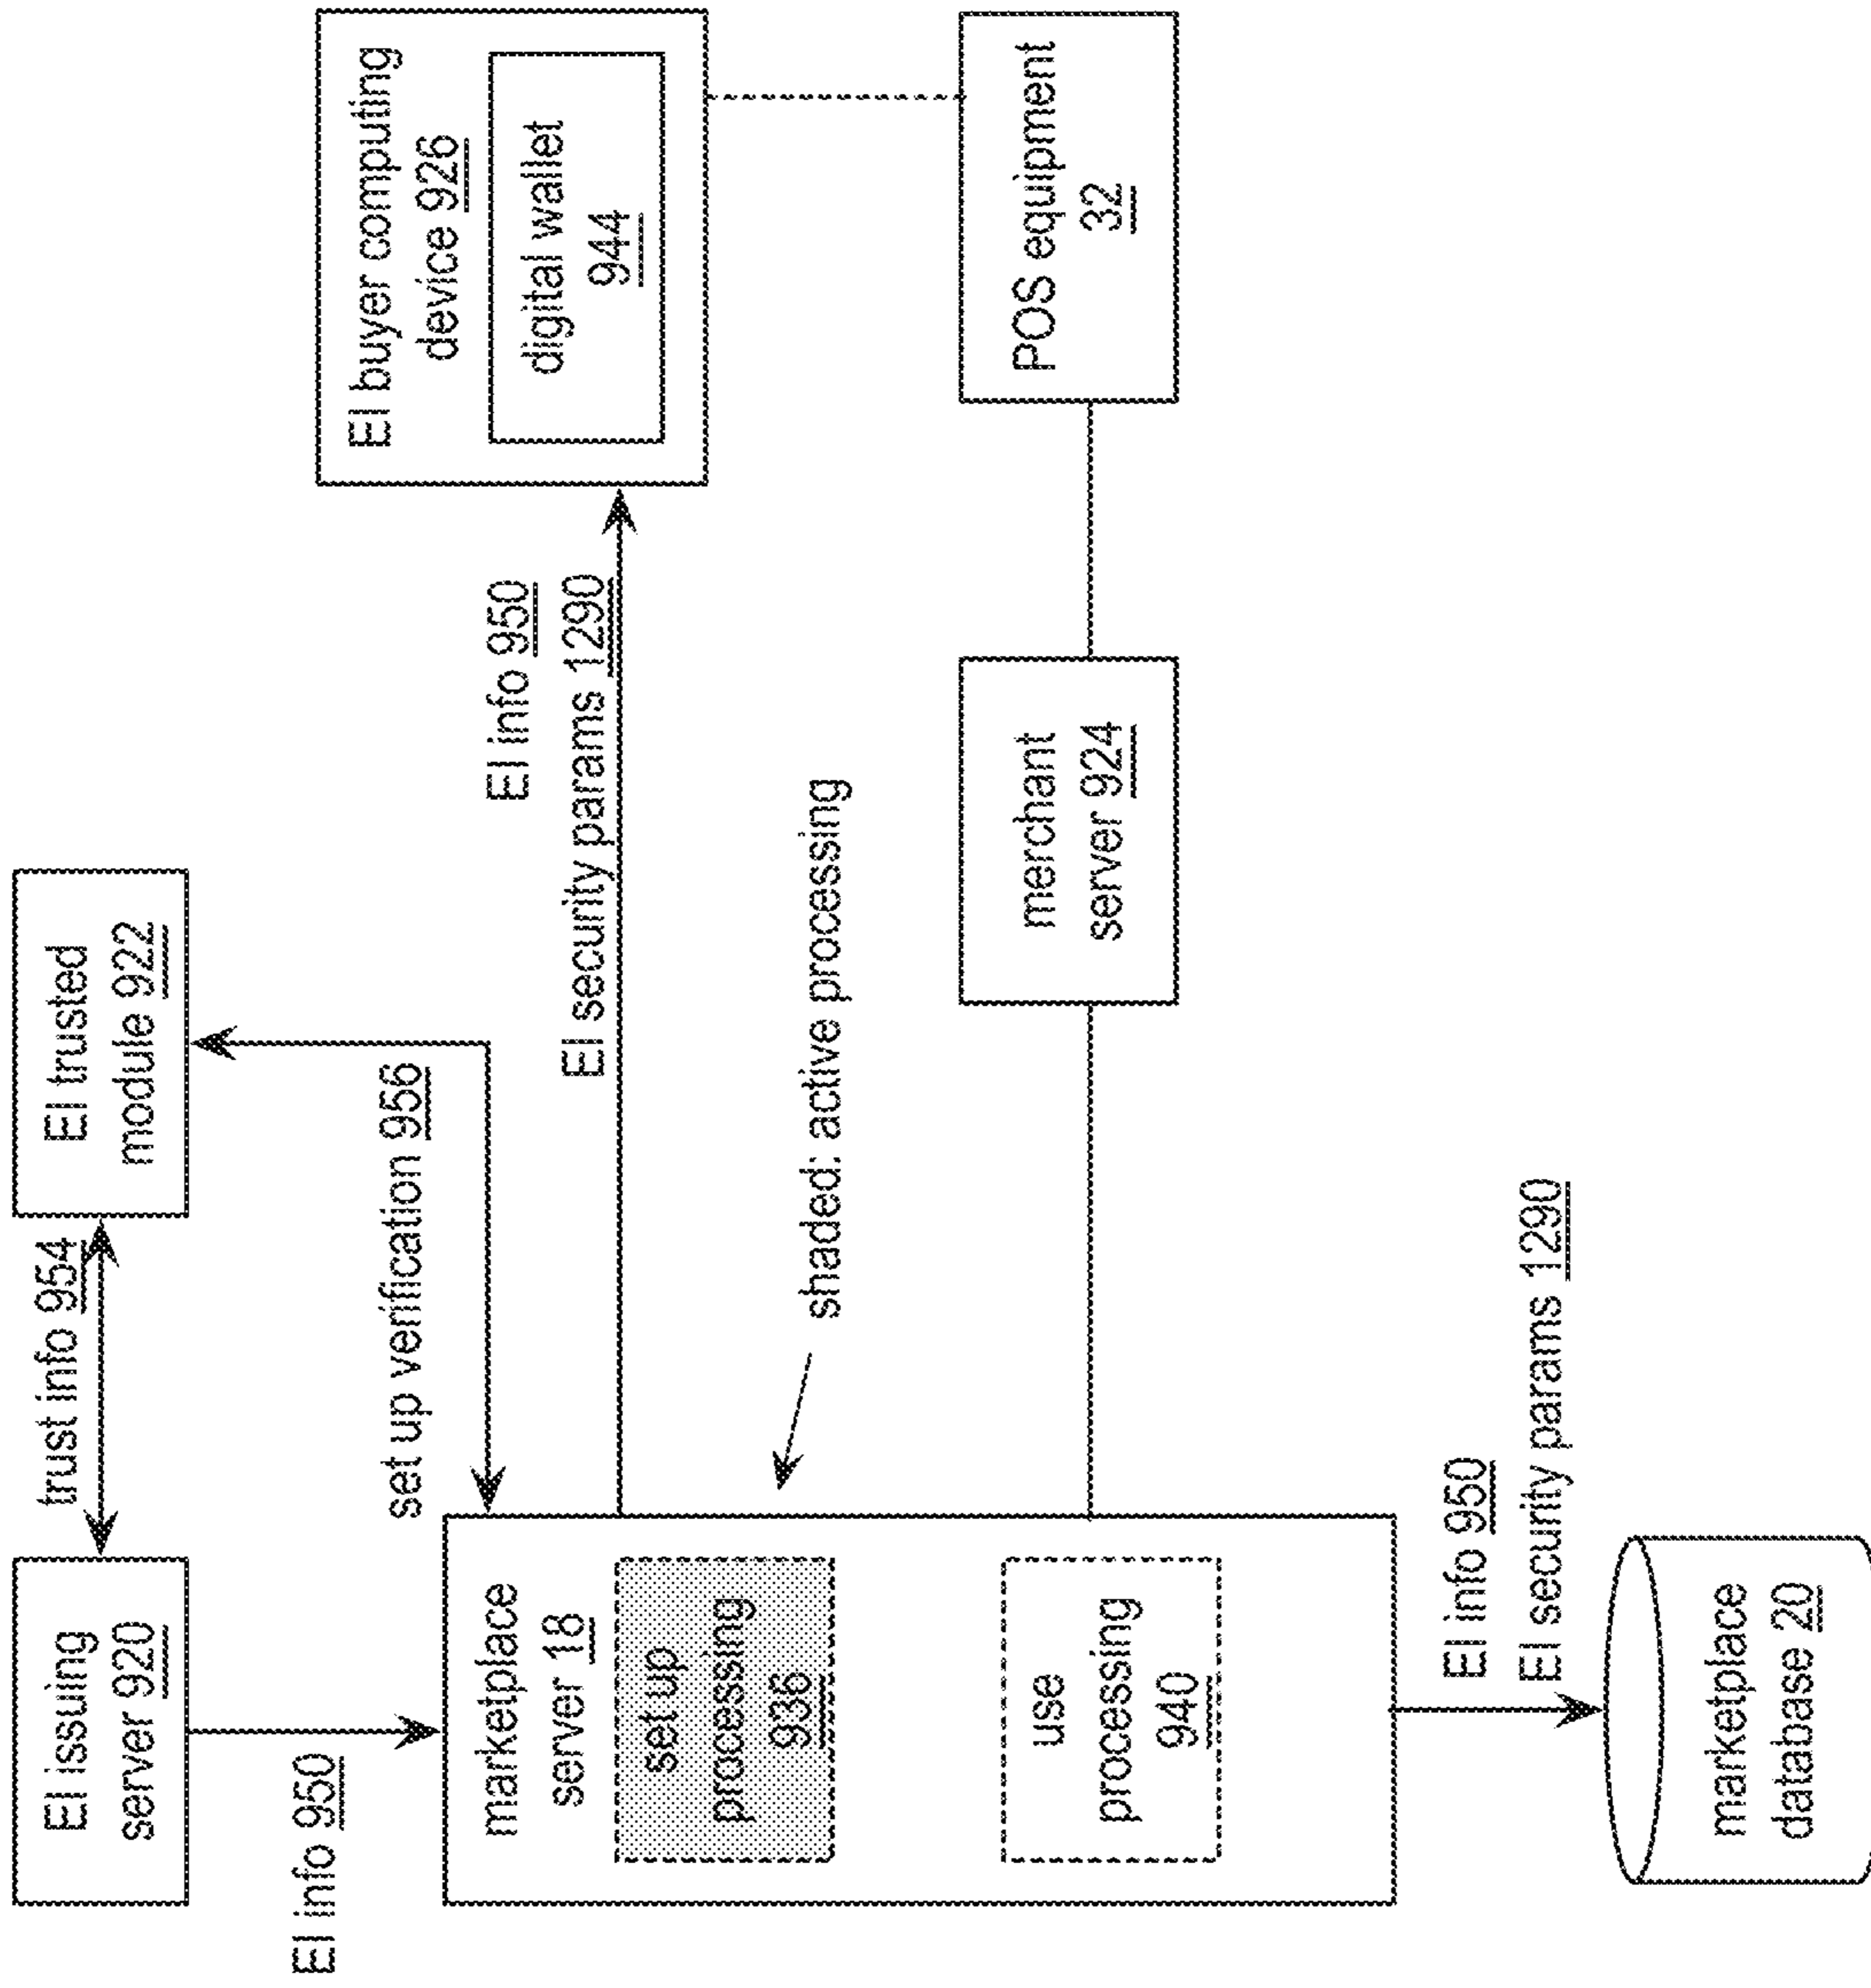 EI issuing
server 920
trust info 954
EI trusted
module 922
EI info 950
set up verification 956
marketplace
server 18
set up
processing
936
use
processing
940
EI info 950
EI security params 1290
EI buyer computing
device 926
digital wallet
944
shaded: active processing
merchant
server 924
POS equipment
32
EI info 950
EI security params 1290
marketplace
database 20